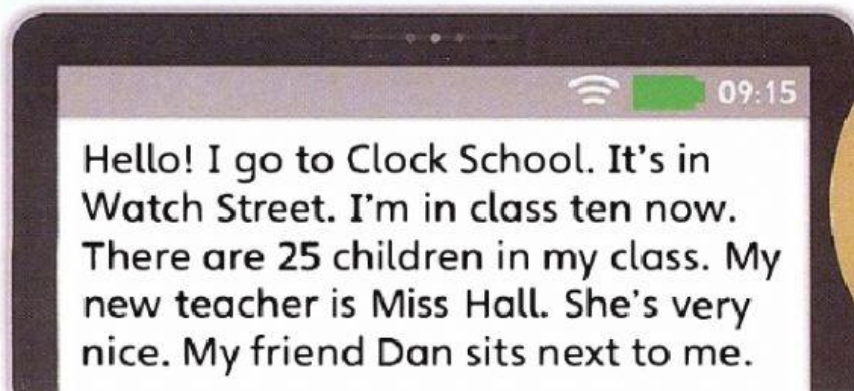 09:15
Hello! I go to Clock School. It's in
Watch Street. I'm in class ten now.
There are 25 children in my class. My
new teacher is Miss Hall. She's very
nice. My friend Dan sits next to me.